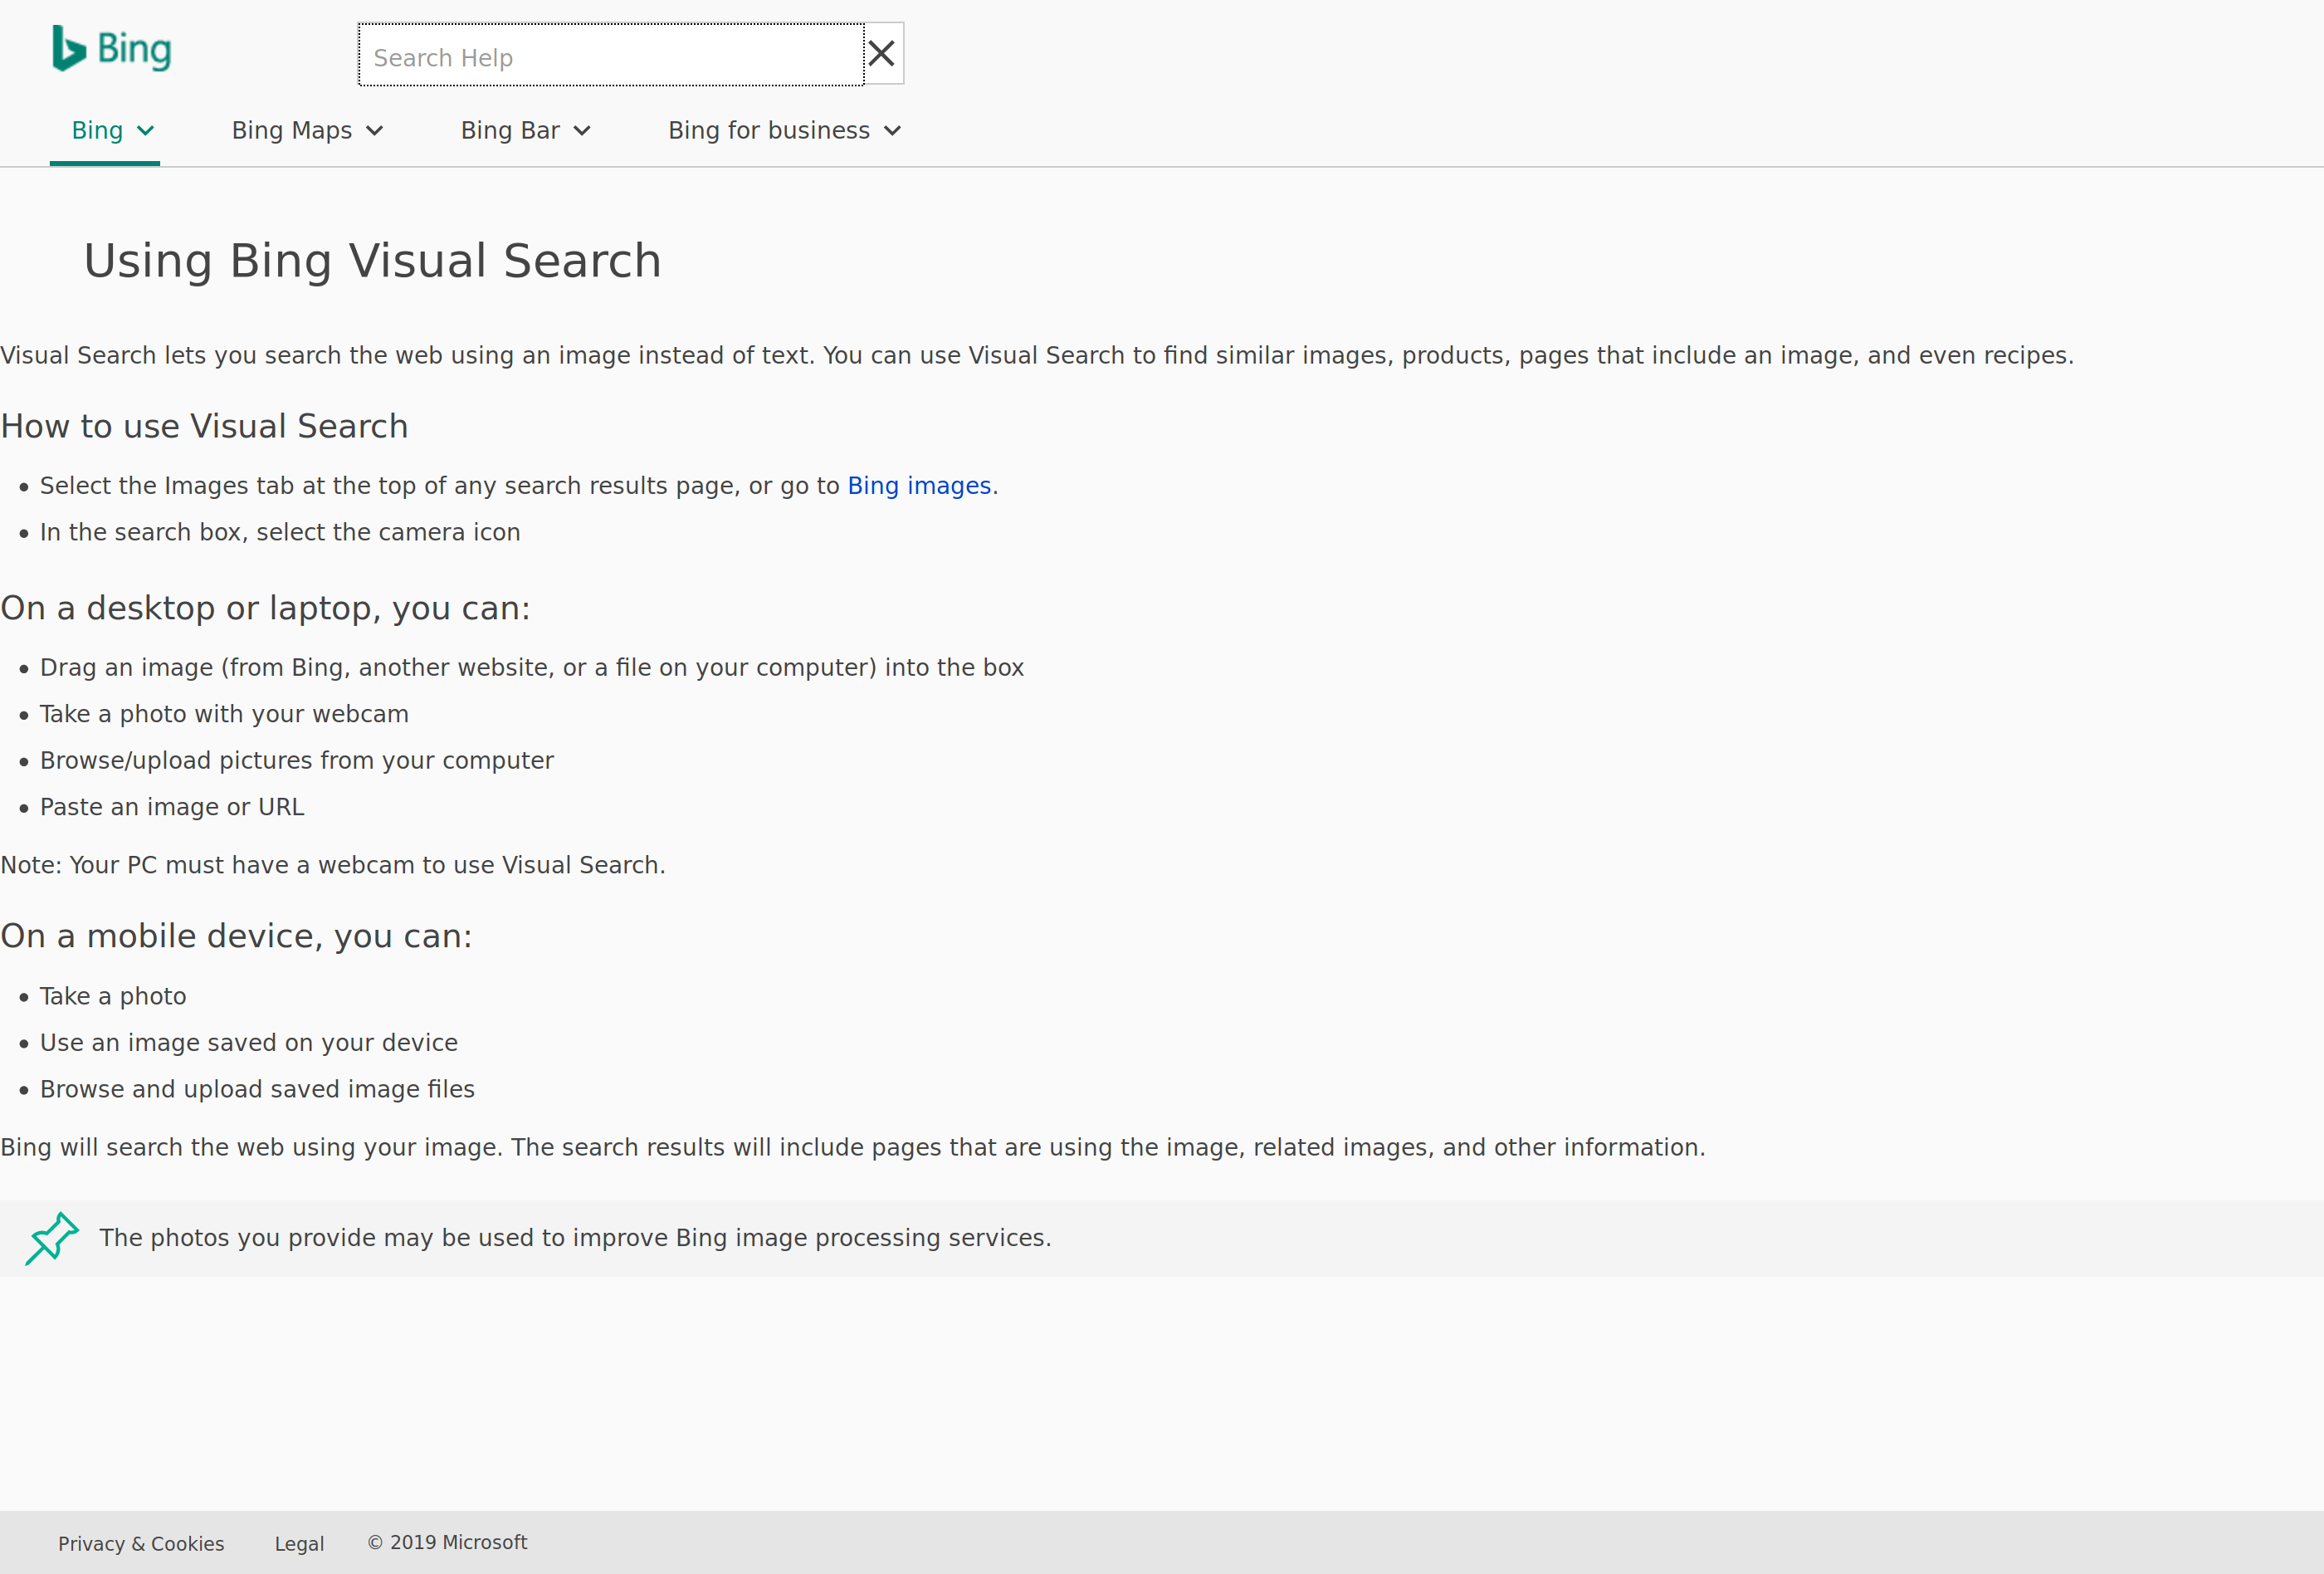 Bing
Search Help
Bing
Bing Maps
Bing Bar
Bing for business
Using Bing Visual Search
Visual Search lets you search the web using an image instead of text. You can use Visual Search to find similar images, products, pages that include an image, and even recipes.
How to use Visual Search
Select the Images tab at the top of any search results page, or go to Bing images.
In the search box, select the camera icon
On a desktop or laptop, you can:
Drag an image (from Bing, another website, or a file on your computer) into the box
Take a photo with your webcam
Browse/upload pictures from your computer
Paste an image or URL
Note: Your PC must have a webcam to use Visual Search.
On a mobile device, you can:
Take a photo
Use an image saved on your device
Browse and upload saved image files
Bing will search the web using your image. The search results will include pages that are using the image, related images, and other information.
The photos you provide may be used to improve Bing image processing services.
Privacy & Cookies
Legal
© 2019 Microsoft